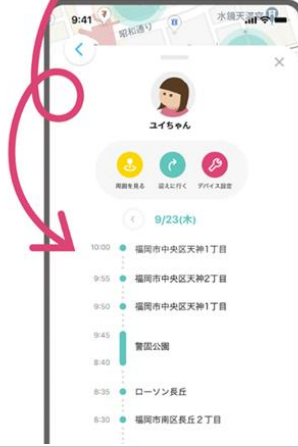 9:41
昭和通り
水鏡天満宮
ユイちゃん
周囲を見る
迎えに行く
デバイス設定
9/23(木)
10:00 福岡市中央区天神1丁目
9:55 福岡市中央区天神2丁目
9:50 福岡市中央区天神1丁目
9:45
警固公園
8:40
8:35 ローソン長丘
8:30 福岡市南区長丘2丁目